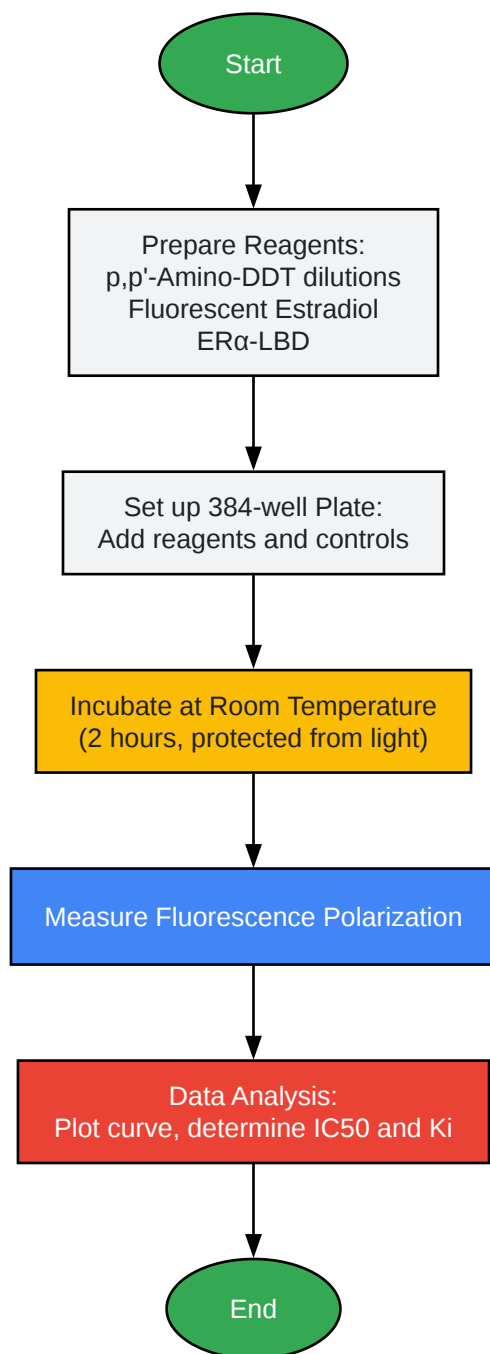 Start
Prepare Reagents:
p,p'-Amino-DDT dilutions
Fluorescent Estradiol
ERα-LBD
Set up 384-well Plate:
Add reagents and controls
Incubate at Room Temperature
(2 hours, protected from light)
Measure Fluorescence Polarization
Data Analysis:
Plot curve, determine IC50 and Ki
End